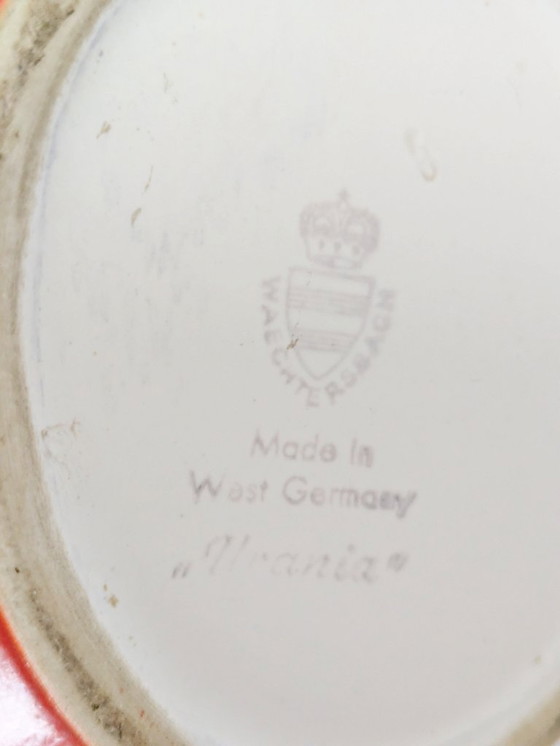 WAECHTERSBACH
Made in
West Germany
„Urania“